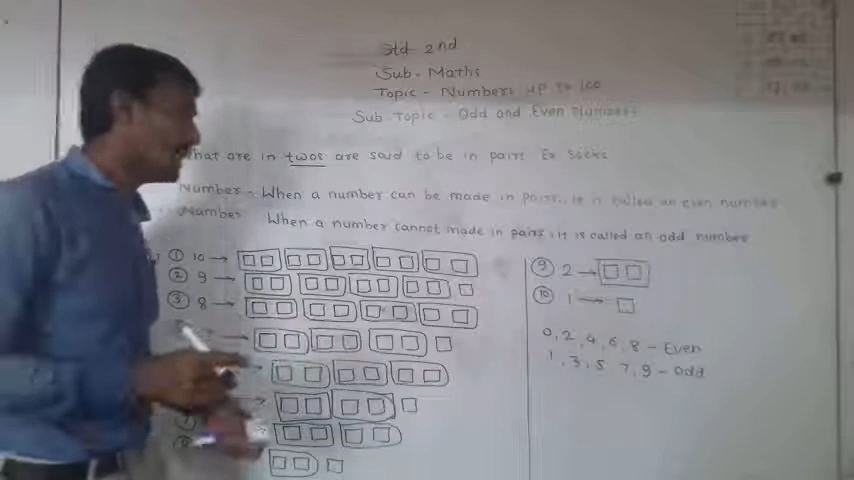 Std- 2nd
Sub- Maths
Topic - Numbers up to 100
Sub Topic - Odd and Even Numbers
What are in twos are said to be in pairs Ex Socks
Number - When a number can be made in pairs, it is called an even number
Number When a number cannot made in pairs, it is called an odd number
① 10 →
② 9 →
③ 8 →
⑨ 2 →
⑩ 1 →
0, 2, 4, 6, 8 - Even
1, 3, 5 7, 9 - Odd